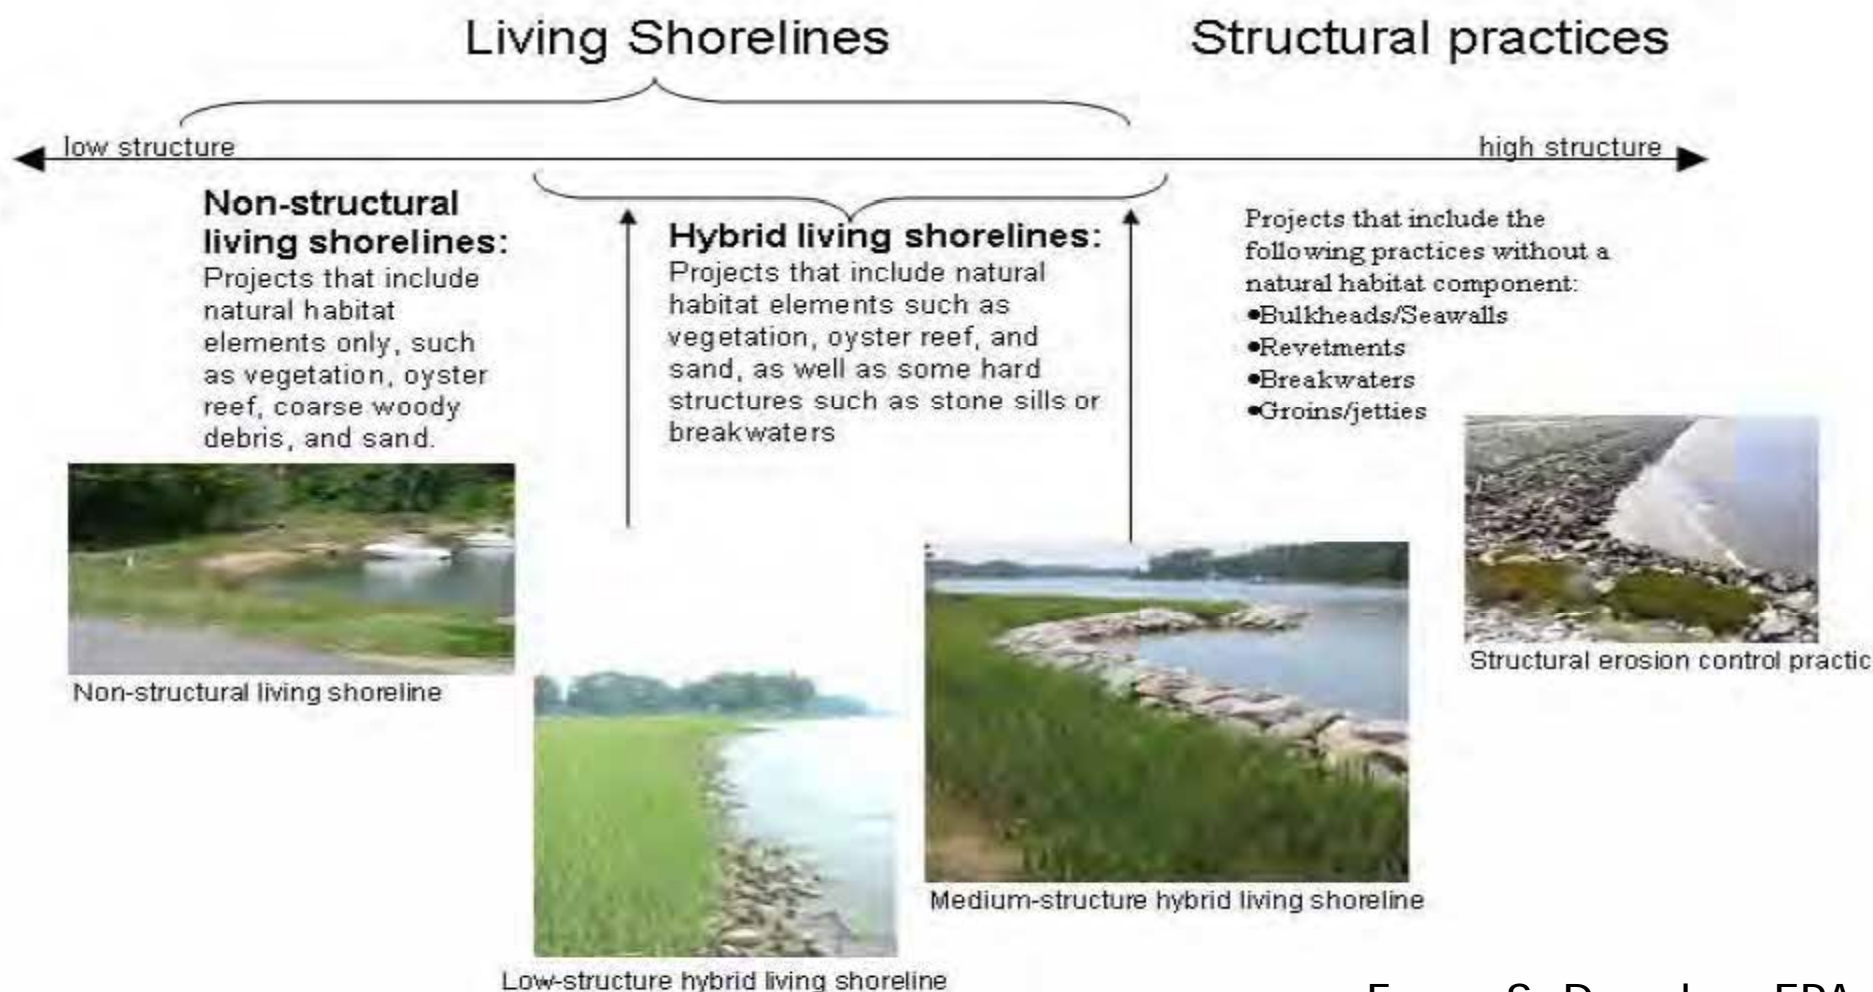 Living Shorelines
Structural practices
low structure
high structure
Non-structural
living shorelines:
Projects that include
natural habitat
elements only, such
as vegetation, oyster
reef, coarse woody
debris, and sand.
Hybrid living shorelines:
Projects that include natural
habitat elements such as
vegetation, oyster reef, and
sand, as well as some hard
structures such as stone sills or
breakwaters
Projects that include the
following practices without a
natural habitat component:
•Bulkheads/Seawalls
•Revetments
•Breakwaters
•Groins/jetties
Non-structural living shoreline
Low-structure hybrid living shoreline
Medium-structure hybrid living shoreline
Structural erosion control practic